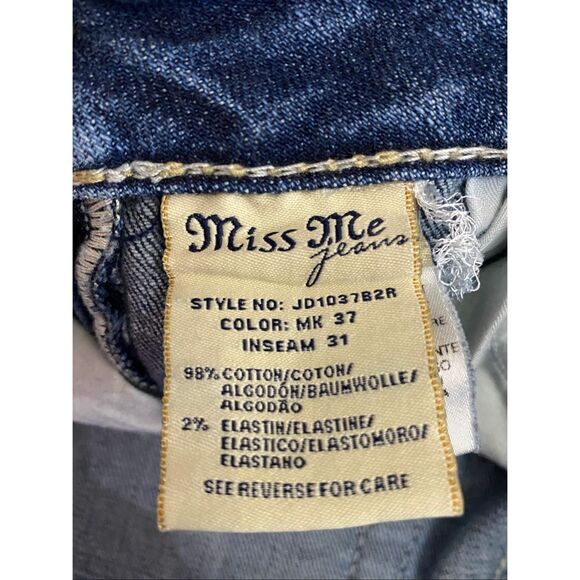 Miss Me
jeans
STYLE NO: JD1037B2R
COLOR: MK 37
INSEAM 31
98% COTTON/COTON/
ALGODÓN/BAUMWOLLE/
ALGODÃO
2% ELASTIN/ELASTINE/
ELASTICO/ELASTOMORO/
ELASTANO
SEE REVERSE FOR CARE